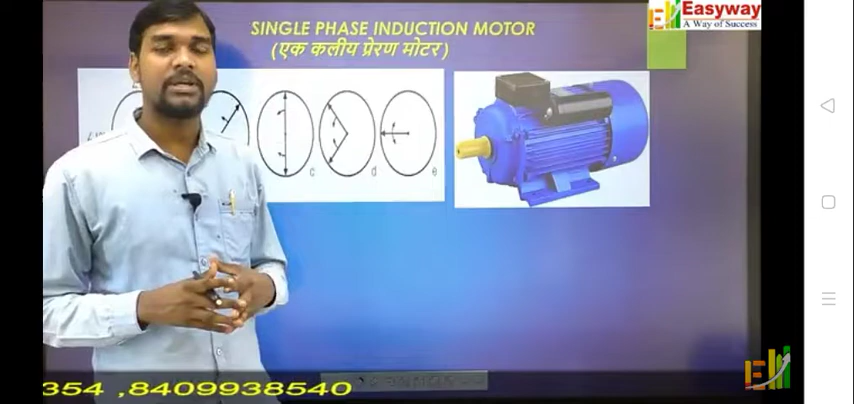 SINGLE PHASE INDUCTION MOTOR
(एक कलीय प्रेरण मोटर)
Easyway
A Way of Success
c
d
e
354 ,8409938540